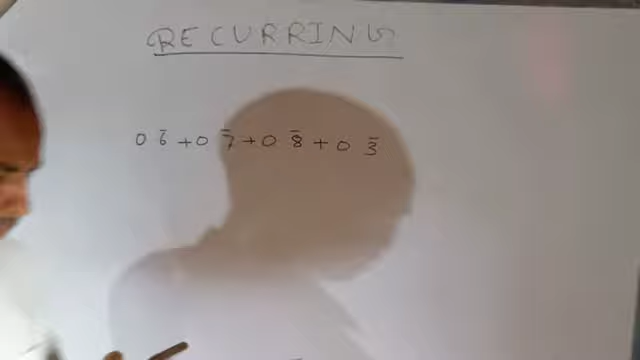 RECURRING
0 6̅ + 0 7̅ + 0 8̅ + 0 3̅